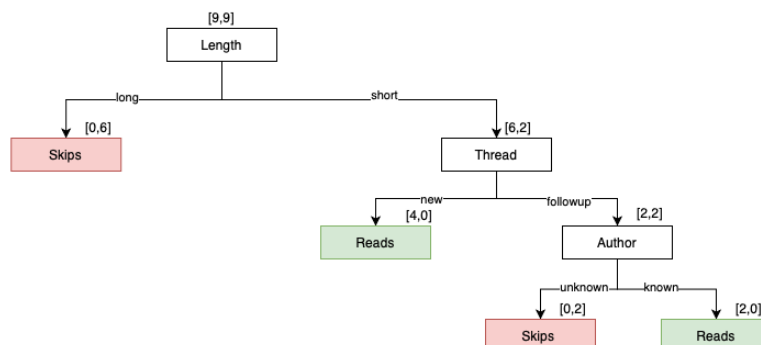 [9,9]
Length
long
short
[0,6]
[6,2]
Skips
Thread
new
followup
[4,0]
[2,2]
Reads
Author
unknown
known
[0,2]
[2,0]
Skips
Reads